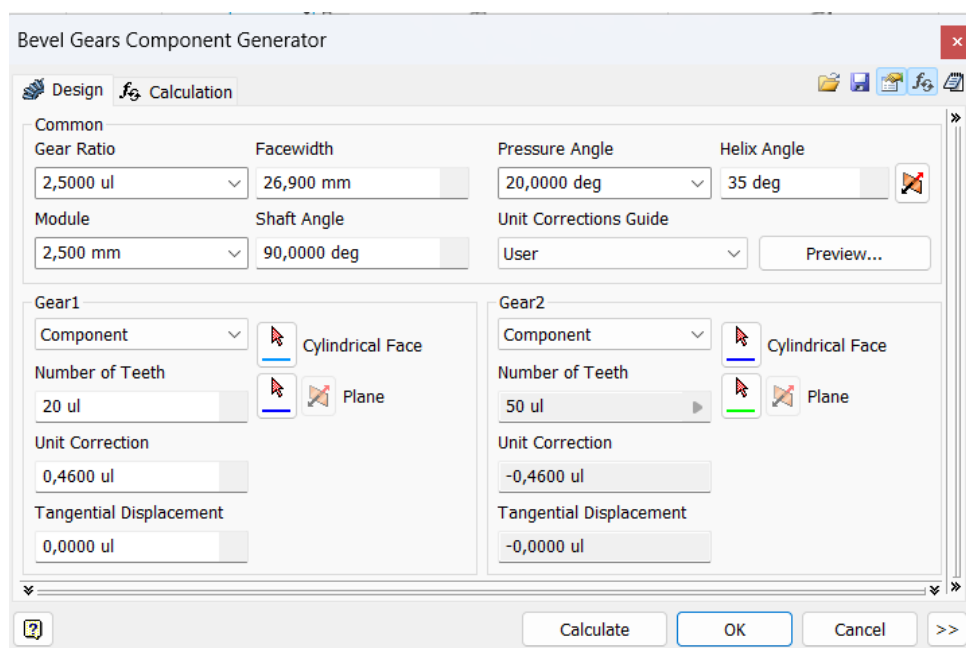 Bevel Gears Component Generator
Design
Calculation
Common
Gear Ratio Facewidth Pressure Angle Helix Angle
2,5000 ul 26,900 mm 20,0000 deg 35 deg
Module Shaft Angle Unit Corrections Guide
2,500 mm 90,0000 deg User Preview...
Gear1
Component
Cylindrical Face
Number of Teeth
Plane
20 ul
Unit Correction
0,4600 ul
Tangential Displacement
0,0000 ul
Gear2
Component
Cylindrical Face
Number of Teeth
Plane
50 ul
Unit Correction
-0,4600 ul
Tangential Displacement
-0,0000 ul
Calculate OK Cancel >>